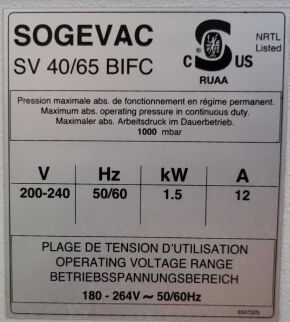 SOGEVAC
SV 40/65 BIFC
C US
RUAA
NRTL
Listed
Pression maximale abs. de fonctionnement en régime permanent.
Maximum abs. operating pressure in continuous duty.
Maximaler abs. Arbeitsdruck im Dauerbetrieb.
1000 mbar
V Hz kW A
200-240 50/60 1.5 12
PLAGE DE TENSION D'UTILISATION
OPERATING VOLTAGE RANGE
BETRIEBSSPANNUNGSBEREICH
180 - 264V ~ 50/60Hz